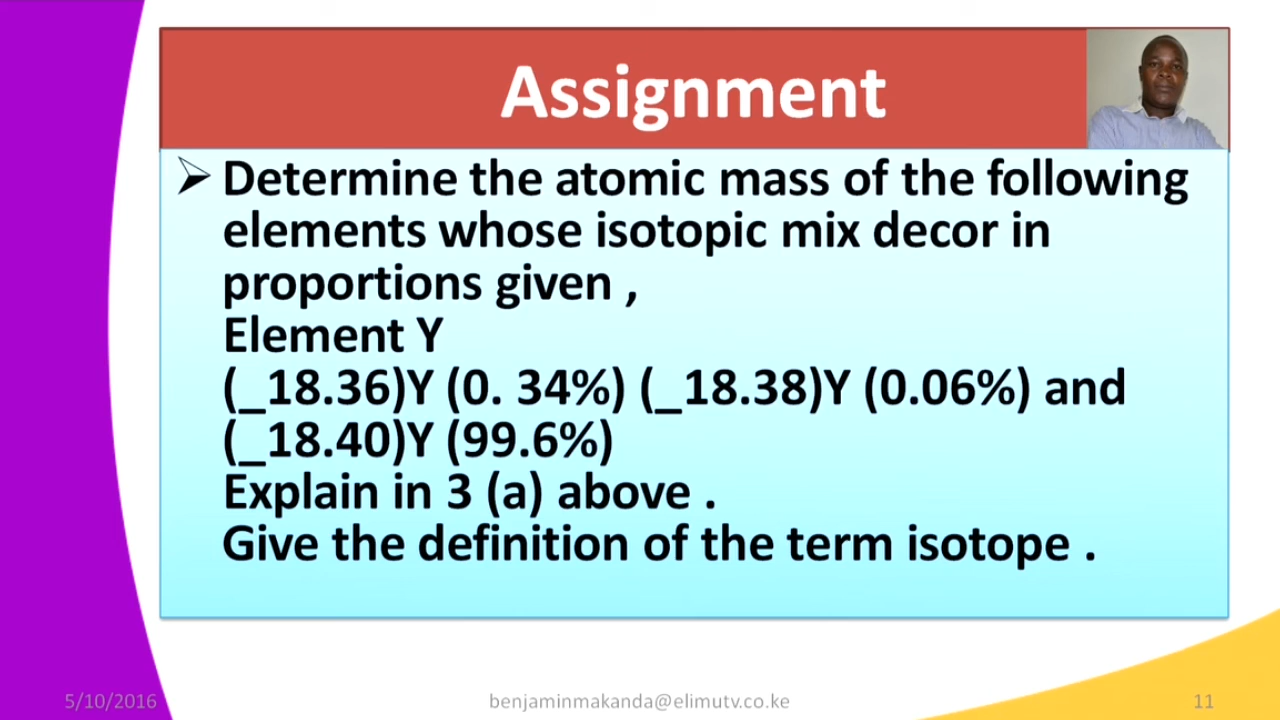 Assignment
Determine the atomic mass of the following
elements whose isotopic mix decor in
proportions given ,
Element Y
(_18.36)Y (0. 34%) (_18.38)Y (0.06%) and
(_18.40)Y (99.6%)
Explain in 3 (a) above .
Give the definition of the term isotope .
5/10/2016
benjaminmakanda@elimutv.co.ke
11